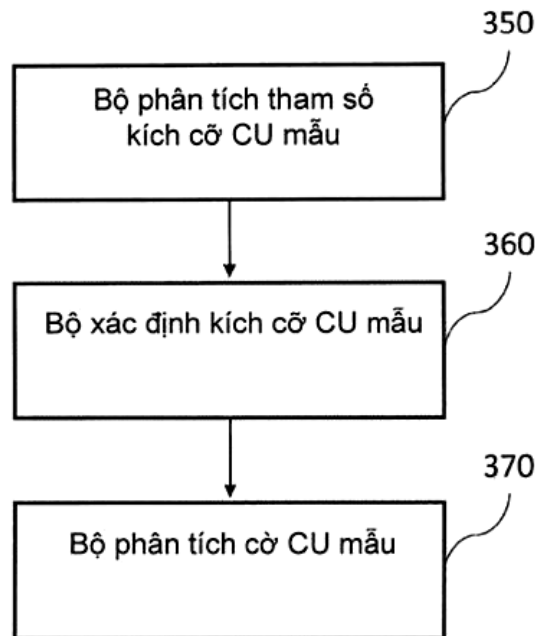 350
Bộ phân tích tham số
kích cỡ CU mẫu
360
Bộ xác định kích cỡ CU mẫu
370
Bộ phân tích cờ CU mẫu